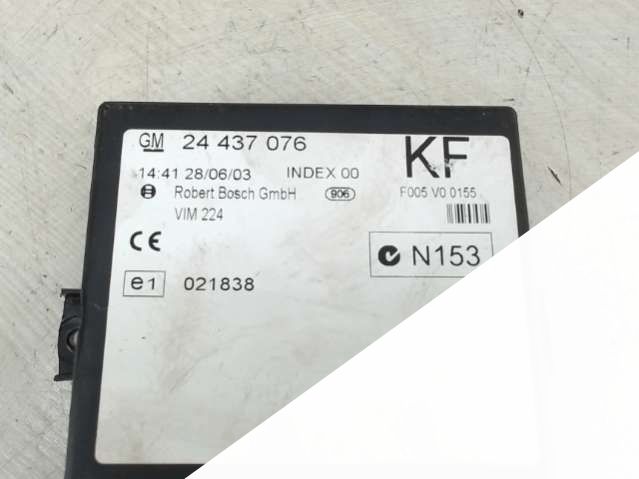 GM 24 437 076 KF
14:41 28/06/03 INDEX 00
Robert Bosch GmbH 906 F005 V0 0155
VIM 224
CE N153
e1 021838